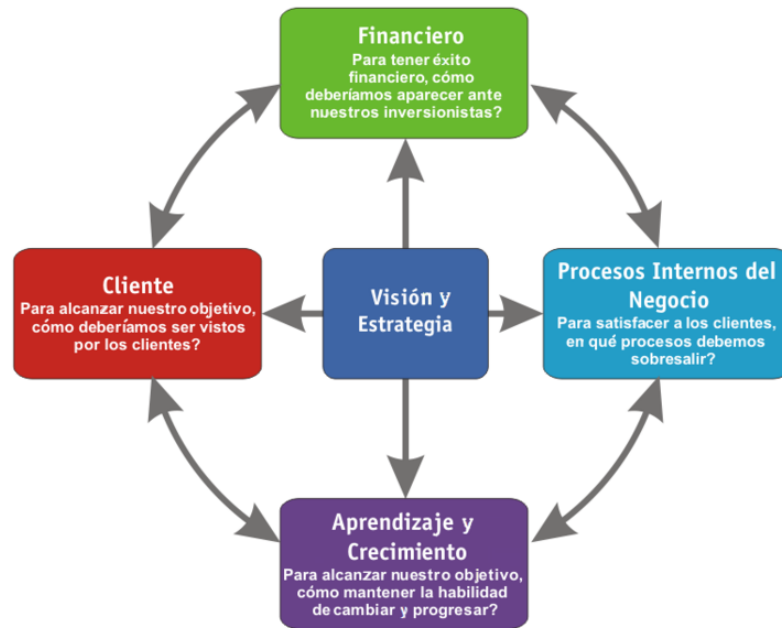 Financiero
Para tener éxito
financiero, cómo
deberíamos aparecer ante
nuestros inversionistas?
Cliente
Para alcanzar nuestro objetivo,
cómo deberíamos ser vistos
por los clientes?
Visión y
Estrategia
Procesos Internos del
Negocio
Para satisfacer a los clientes,
en qué procesos debemos
sobresalir?
Aprendizaje y
Crecimiento
Para alcanzar nuestro objetivo,
cómo mantener la habilidad
de cambiar y progresar?